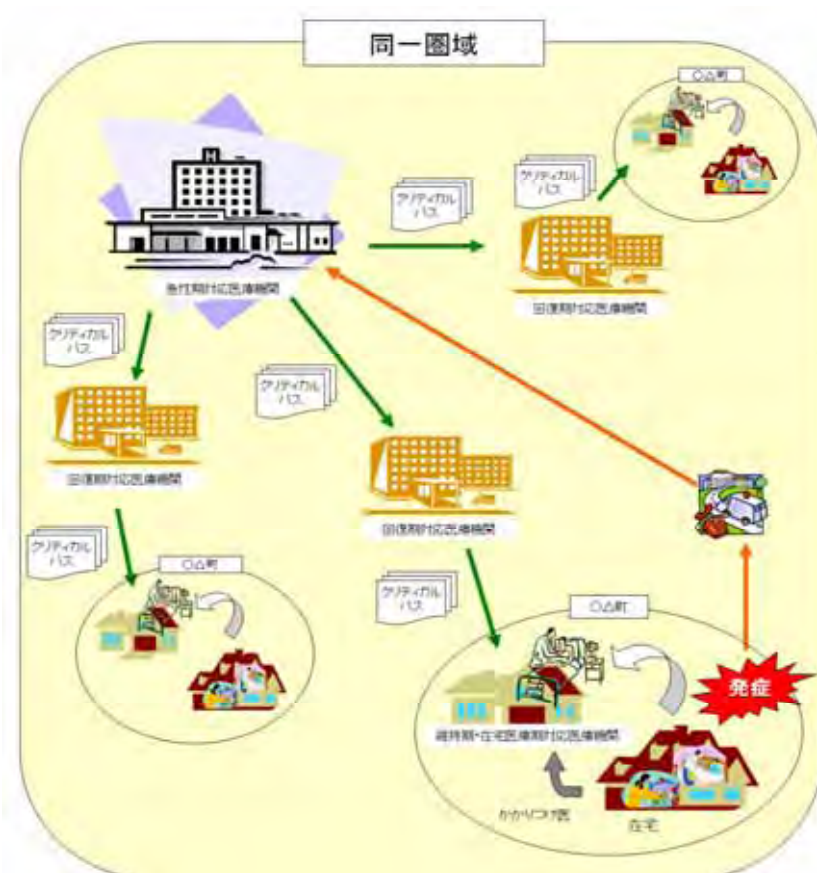 同一圏域
〇△町
クリティカル
パス
クリティカル
パス
急性期対応医療機関
回復期対応医療機関
クリティカル
パス
クリティカル
パス
回復期対応医療機関
回復期対応医療機関
クリティカル
パス
〇△町
クリティカル
パス
〇△町
発症
維持期・在宅医療期対応医療機関
かかりつけ医
在宅